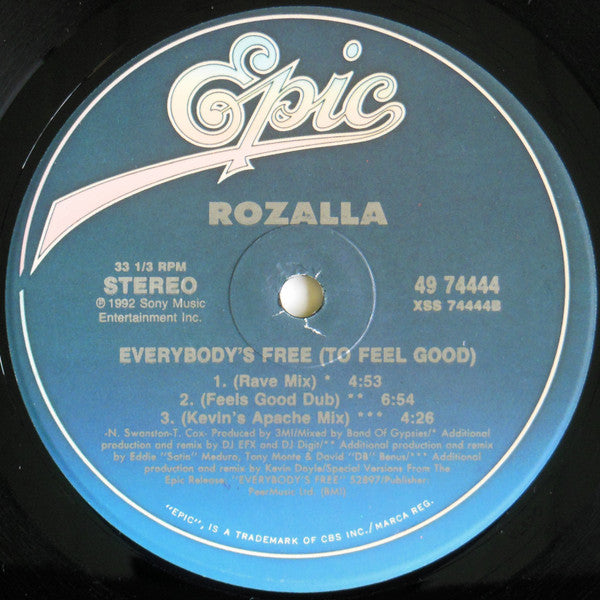 Epic
ROZALLA
33 1/3 RPM
STEREO
℗ 1992 Sony Music
Entertainment Inc.
49 74444
XSS 74444B
EVERYBODY'S FREE (TO FEEL GOOD)
1. (Rave Mix) * 4:53
2. (Feels Good Dub) ** 6:54
3. (Kevin's Apache Mix) *** 4:26
-N. Swanston-T. Cox- Produced by 3MI/Mixed by Band Of Gypsies/* Additional
production and remix by DJ EFX and DJ Digit/** Additional production and remix
by Eddie "Satin" Maduro, Tony Monte & David "DB" Benus/*** Additional
production and remix by Kevin Doyle/Special Versions From The
Epic Release, "EVERYBODY'S FREE" 52897/Publisher:
PeerMusic Ltd. (BMI).
"EPIC", IS A TRADEMARK OF CBS INC./MARCA REG.